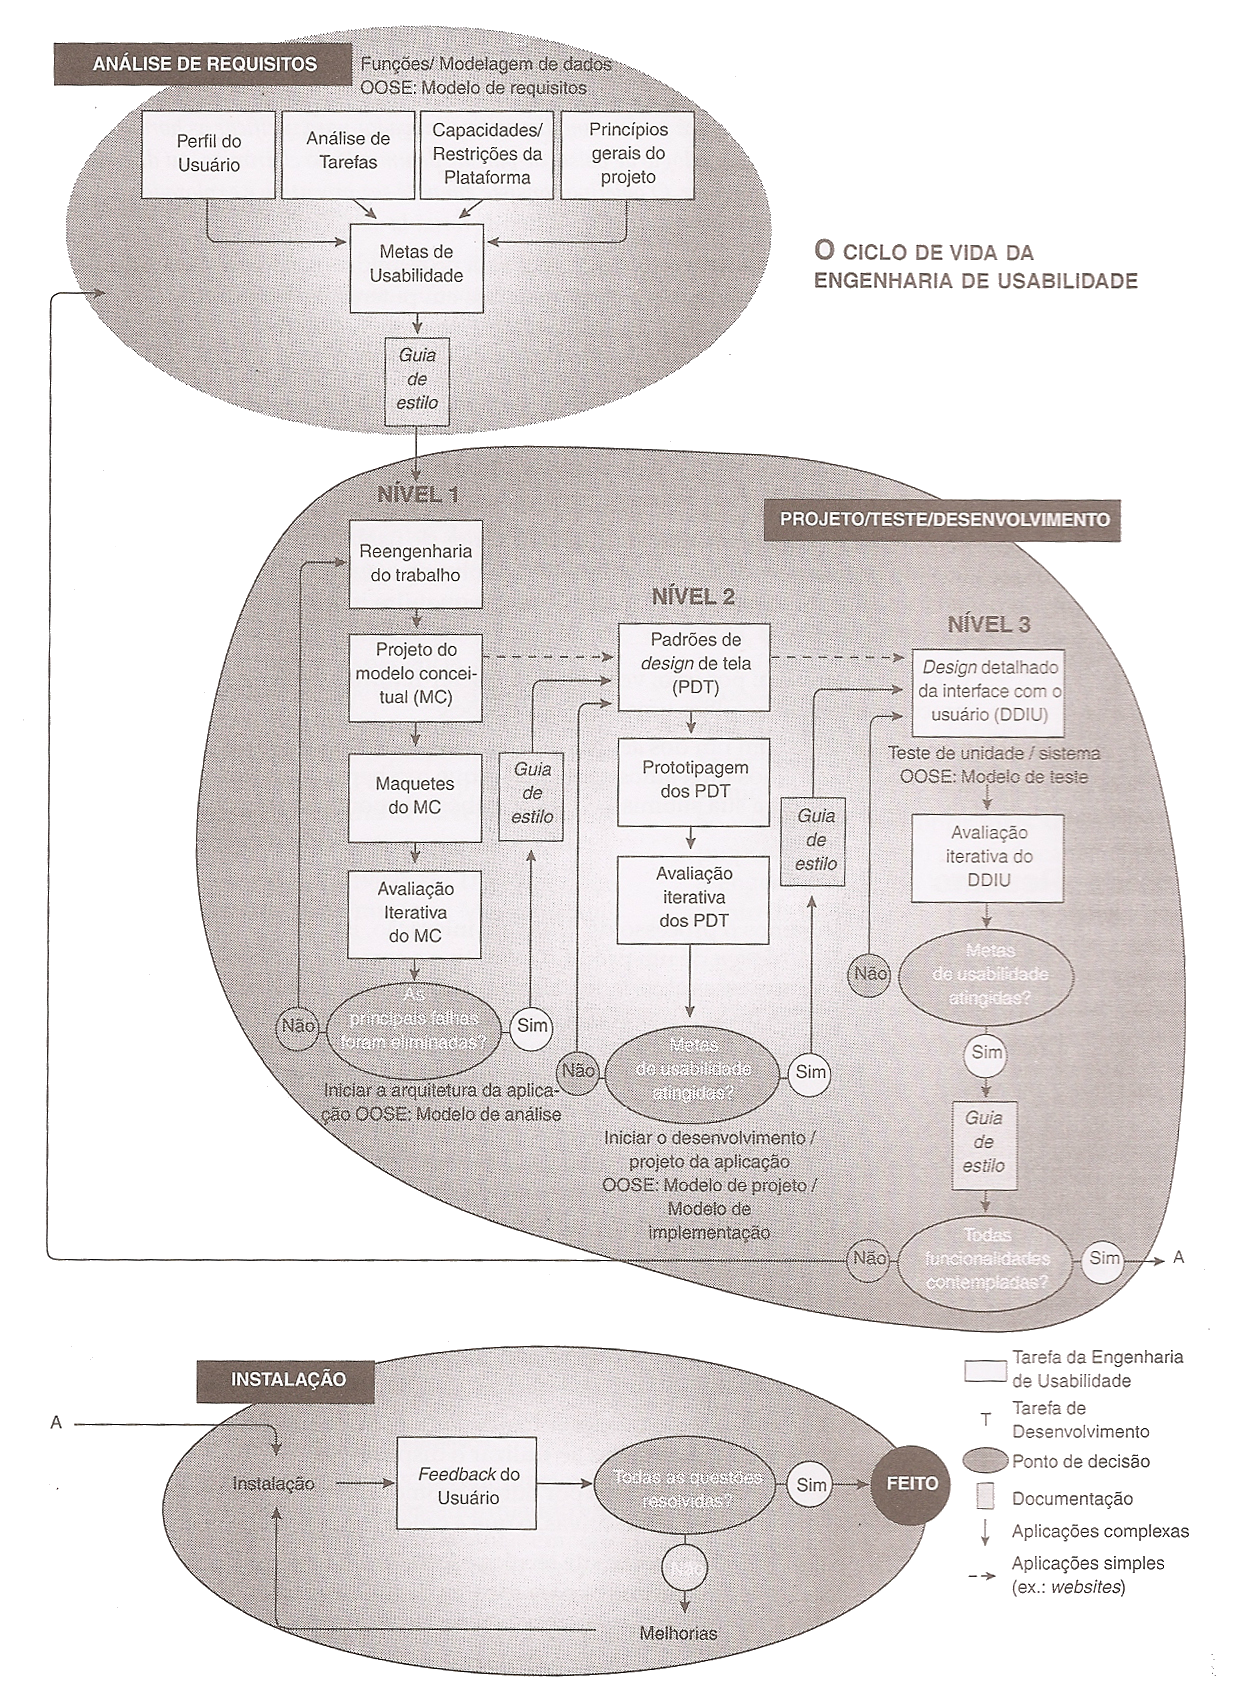 ANÁLISE DE REQUISITOS
Funções/ Modelagem de dados
OOSE: Modelo de requisitos
Perfil do
Usuário
Análise de
Tarefas
Capacidades/
Restrições da
Plataforma
Princípios
gerais do
projeto
Metas de
Usabilidade
O CICLO DE VIDA DA
ENGENHARIA DE USABILIDADE
Guia
de
estilo
NÍVEL 1
PROJETO/TESTE/DESENVOLVIMENTO
Reengenharia
do trabalho
Projeto do
modelo concei-
tual (MC)
Maquetes
do MC
Avaliação
Iterativa
do MC
As
principais falhas
foram eliminadas?
Não
Sim
Iniciar a arquitetura da aplica-
ção OOSE: Modelo de análise
Guia
de
estilo
NÍVEL 2
Padrões de
design de tela
(PDT)
Prototipagem
dos PDT
Avaliação
iterativa
dos PDT
Metas
de usabilidade
atingidas?
Não
Sim
Iniciar o desenvolvimento /
projeto da aplicação
OOSE: Modelo de projeto /
Modelo de
implementação
Guia
de
estilo
NÍVEL 3
Design detalhado
da interface com o
usuário (DDIU)
Teste de unidade / sistema
OOSE: Modelo de teste
Avaliação
iterativa do
DDIU
Metas
de usabilidade
atingidas?
Não
Sim
Guia
de
estilo
Todas
funcionalidades
contempladas?
Não
Sim
A
INSTALAÇÃO
A
Instalação
Feedback do
Usuário
Todas as questões
resolvidas?
Sim
FEITO
Não
Melhorias
Tarefa da Engenharia
de Usabilidade
T
Tarefa de
Desenvolvimento
Ponto de decisão
Documentação
Aplicações complexas
Aplicações simples
(ex.: websites)